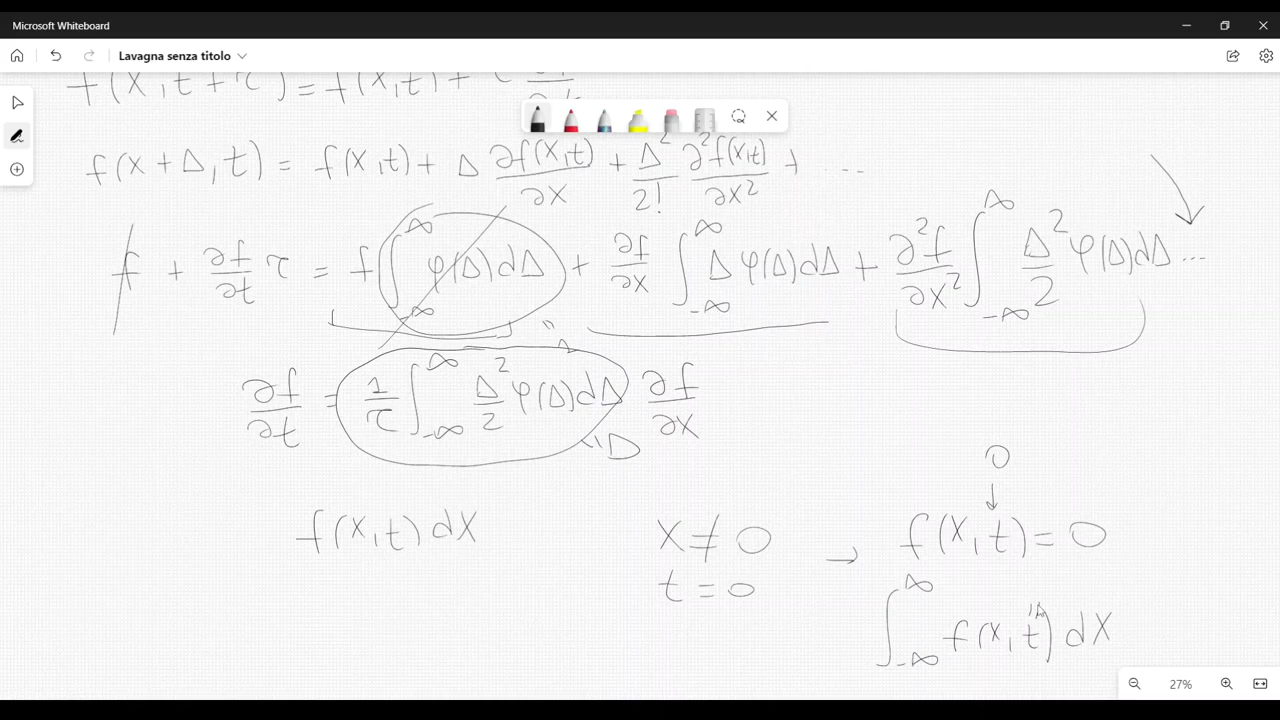 Microsoft Whiteboard
Lavagna senza titolo
f(x,t+τ)=f(x,t)+τ ∂f/∂t
f(x+Δ,t) = f(x,t)+ Δ ∂f(x,t)/∂x + Δ²/2! ∂²f(x,t)/∂x² + ...
f + ∂f/∂t τ = f ∫_{-∞}^{∞} φ(Δ)dΔ + ∂f/∂x ∫_{-∞}^{∞} Δφ(Δ)dΔ + ∂²f/∂x² ∫_{-∞}^{∞} Δ²/2 φ(Δ)dΔ ...
∂f/∂t = 1/τ ∫_{-∞}^{∞} Δ²/2 φ(Δ)dΔ ∂f/∂x
"D
0
↓
f(x,t)dx x ≠ 0 → f(x,t)=0
t = 0
∫_{-∞}^{∞} f(x,t)dx
27%